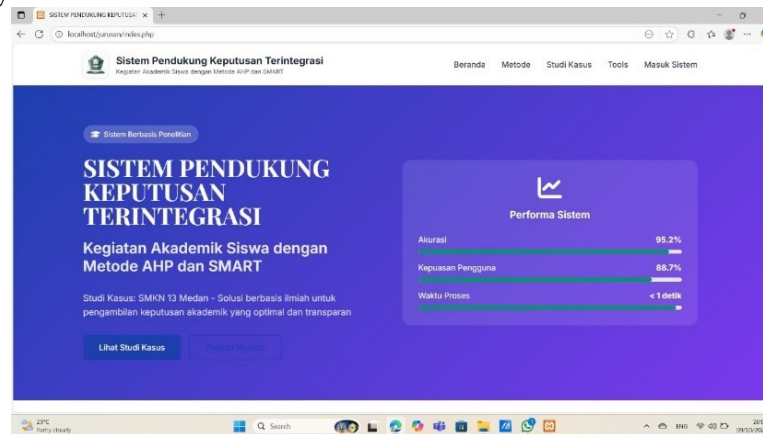 SISTEM PENDUKUNG KEPUTUSA
localhost/jurusan/index.php
Sistem Pendukung Keputusan Terintegrasi
Kegiatan Akademik Siswa dengan Metode AHP dan SMART
Beranda Metode Studi Kasus Tools Masuk Sistem
Sistem Berbasis Penelitian
SISTEM PENDUKUNG
KEPUTUSAN
TERINTEGRASI
Kegiatan Akademik Siswa dengan
Metode AHP dan SMART
Studi Kasus: SMKN 13 Medan - Solusi berbasis ilmiah untuk
pengambilan keputusan akademik yang optimal dan transparan
Lihat Studi Kasus
Performa Sistem
Akurasi 95.2%
Kepuasan Pengguna 88.7%
Waktu Proses < 1 detik
Partly cloudy
Search
ENG